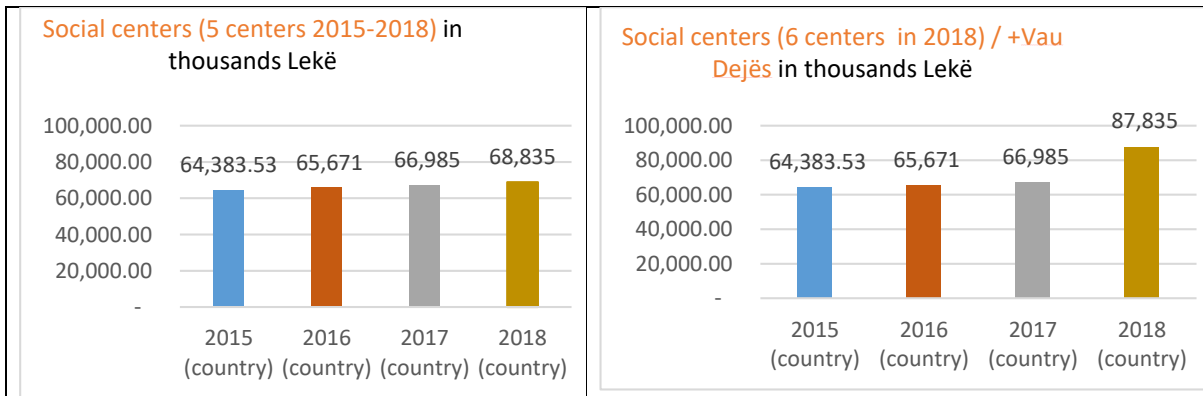 Social centers (5 centers 2015-2018) in
thousands Lekë
100,000.00
80,000.00
60,000.00
40,000.00
20,000.00
-
64,383.53 65,671 66,985 68,835
2015 2016 2017 2018
(country) (country) (country) (country)
Social centers (6 centers in 2018) / +Vau
Dejës in thousands Lekë
100,000.00
80,000.00
60,000.00
40,000.00
20,000.00
-
87,835
64,383.53 65,671 66,985
2015 2016 2017 2018
(country) (country) (country) (country)